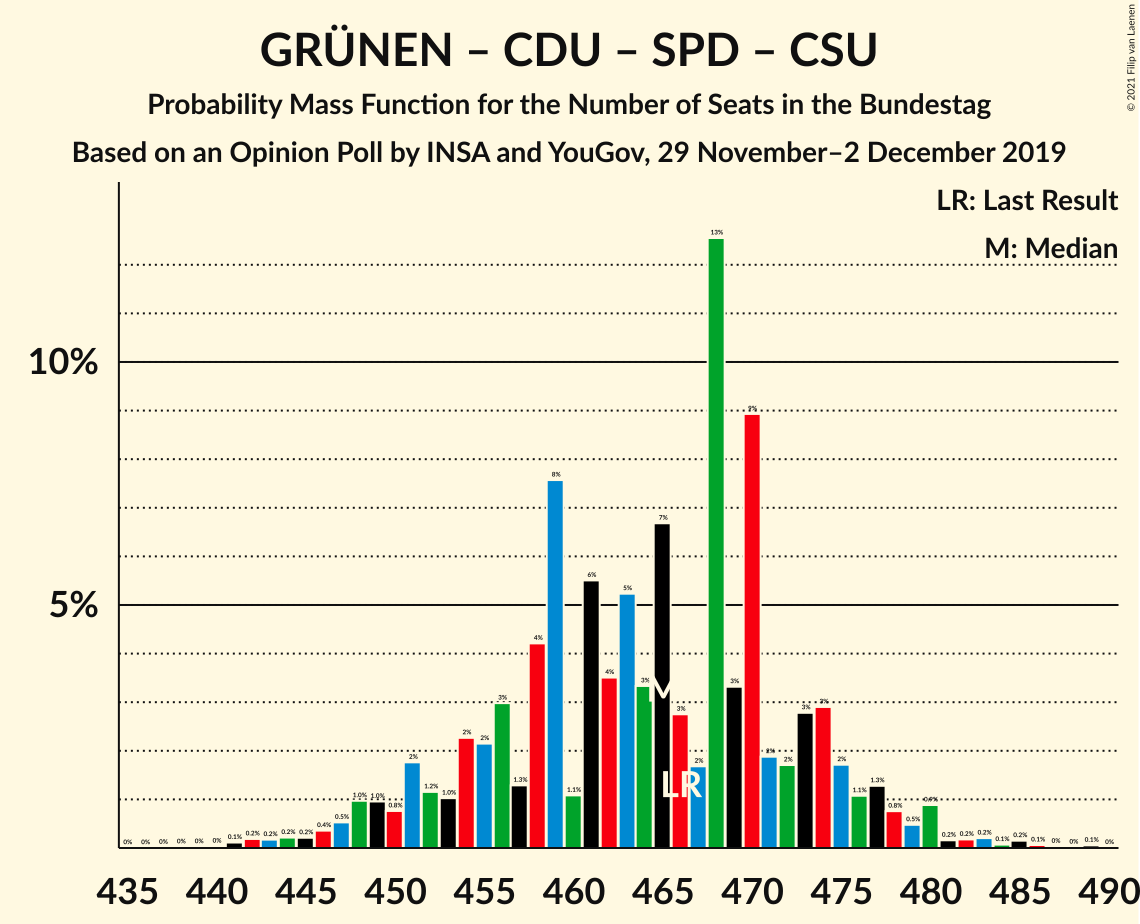 GRÜNEN – CDU – SPD – CSU
Probability Mass Function for the Number of Seats in the Bundestag
Based on an Opinion Poll by INSA and YouGov, 29 November–2 December 2019
© 2021 Filip van Laenen
LR: Last Result
M: Median
10%
5%
0% 0% 0% 0% 0% 0% 0.1% 0.2% 0.2% 0.2% 0.2% 0.4% 0.5% 1.0% 1.0% 0.8% 2% 1.2% 1.0% 2% 2% 3% 1.3% 4% 8% 1.1% 6% 4% 5% 3% 7% 3% 2% 13% 3% 9% 2% 2% 3% 3% 2% 1.1% 1.3% 0.8% 0.5% 0.9% 0.2% 0.2% 0.2% 0.1% 0.2% 0.1% 0% 0% 0.1% 0%
M
LR
435 440 445 450 455 460 465 470 475 480 485 490